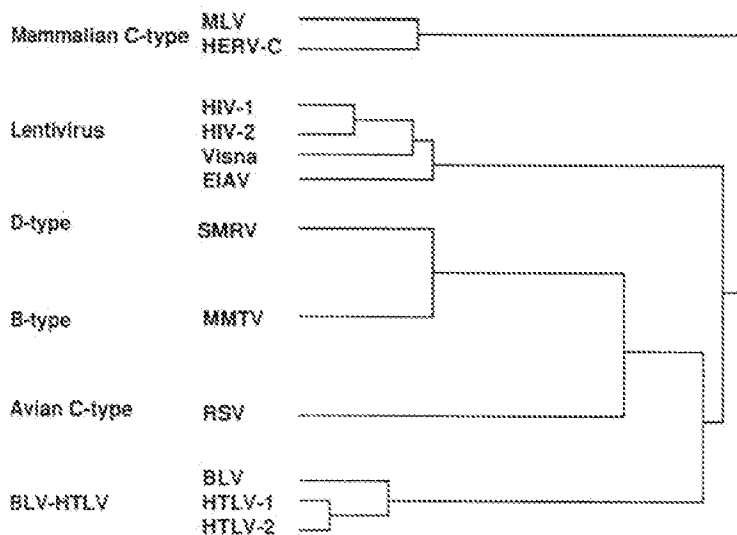 Mammalian C-type
MLV
HERV-C
Lentivirus
HIV-1
HIV-2
Visna
EIAV
D-type
SMRV
B-type
MMTV
Avian C-type
RSV
BLV-HTLV
BLV
HTLV-1
HTLV-2